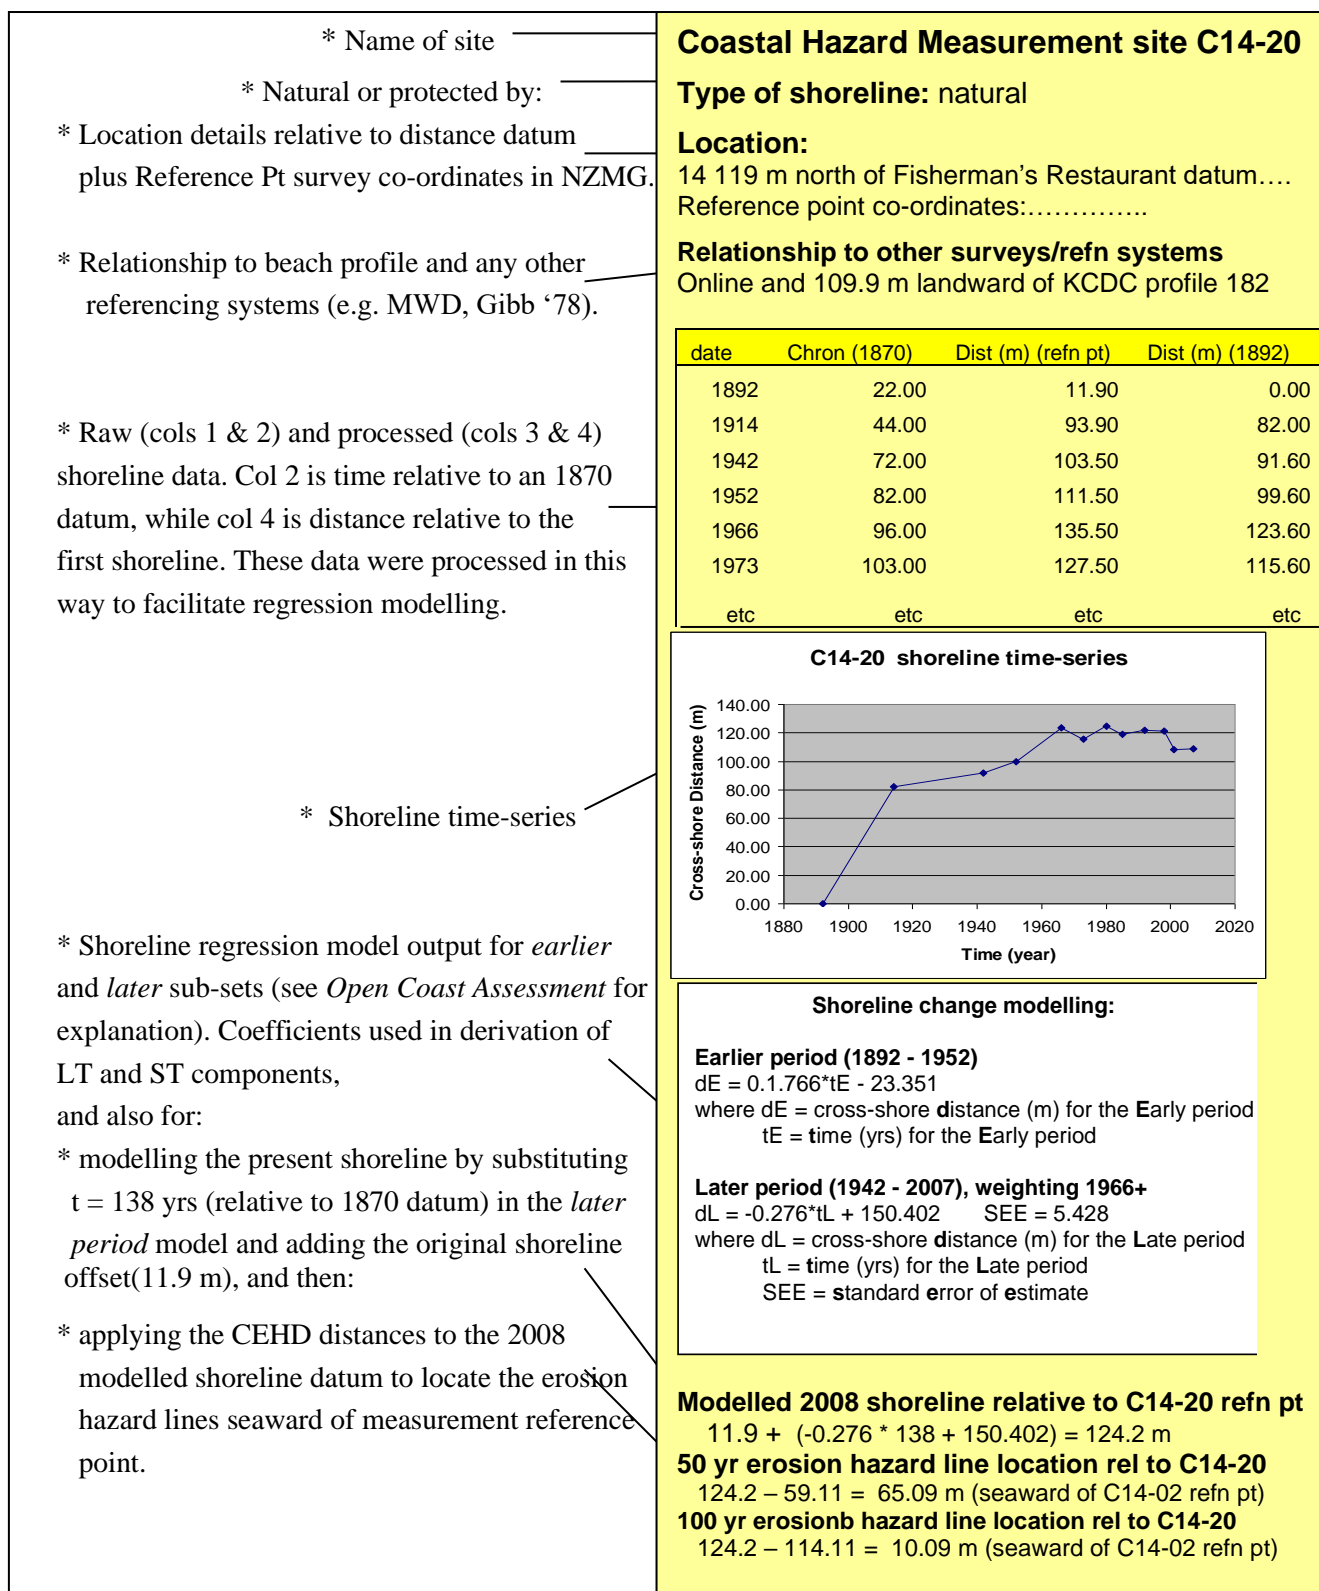 * Name of site
* Natural or protected by:
* Location details relative to distance datum
plus Reference Pt survey co-ordinates in NZMG.
* Relationship to beach profile and any other
referencing systems (e.g. MWD, Gibb ‘78).
* Raw (cols 1 & 2) and processed (cols 3 & 4)
shoreline data. Col 2 is time relative to an 1870
datum, while col 4 is distance relative to the
first shoreline. These data were processed in this
way to facilitate regression modelling.
* Shoreline time-series
* Shoreline regression model output for earlier
and later sub-sets (see Open Coast Assessment for
explanation). Coefficients used in derivation of
LT and ST components,
and also for:
* modelling the present shoreline by substituting
t = 138 yrs (relative to 1870 datum) in the later
period model and adding the original shoreline
offset(11.9 m), and then:
* applying the CEHD distances to the 2008
modelled shoreline datum to locate the erosion
hazard lines seaward of measurement reference
point.
Coastal Hazard Measurement site C14-20
Type of shoreline: natural
Location:
14 119 m north of Fisherman’s Restaurant datum….
Reference point co-ordinates:…………..
Relationship to other surveys/refn systems
Online and 109.9 m landward of KCDC profile 182
date Chron (1870) Dist (m) (refn pt) Dist (m) (1892)
1892 22.00 11.90 0.00
1914 44.00 93.90 82.00
1942 72.00 103.50 91.60
1952 82.00 111.50 99.60
1966 96.00 135.50 123.60
1973 103.00 127.50 115.60
etc etc etc etc
C14-20 shoreline time-series
Cross-shore Distance (m)
140.00
120.00
100.00
80.00
60.00
40.00
20.00
0.00
1880 1900 1920 1940 1960 1980 2000 2020
Time (year)
Shoreline change modelling:
Earlier period (1892 - 1952)
dE = 0.1.766*tE - 23.351
where dE = cross-shore distance (m) for the Early period
tE = time (yrs) for the Early period
Later period (1942 - 2007), weighting 1966+
dL = -0.276*tL + 150.402 SEE = 5.428
where dL = cross-shore distance (m) for the Late period
tL = time (yrs) for the Late period
SEE = standard error of estimate
Modelled 2008 shoreline relative to C14-20 refn pt
11.9 + (-0.276 * 138 + 150.402) = 124.2 m
50 yr erosion hazard line location rel to C14-20
124.2 – 59.11 = 65.09 m (seaward of C14-02 refn pt)
100 yr erosionb hazard line location rel to C14-20
124.2 – 114.11 = 10.09 m (seaward of C14-02 refn pt)